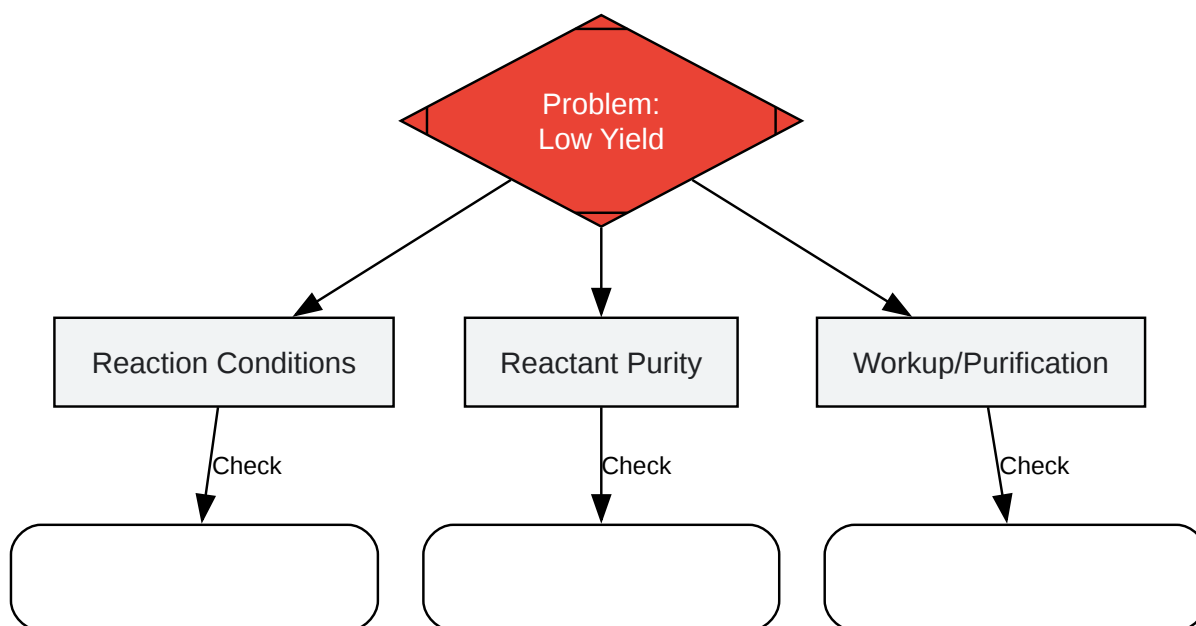 Problem:
Low Yield
Reaction Conditions
Reactant Purity
Workup/Purification
Check
Check
Check